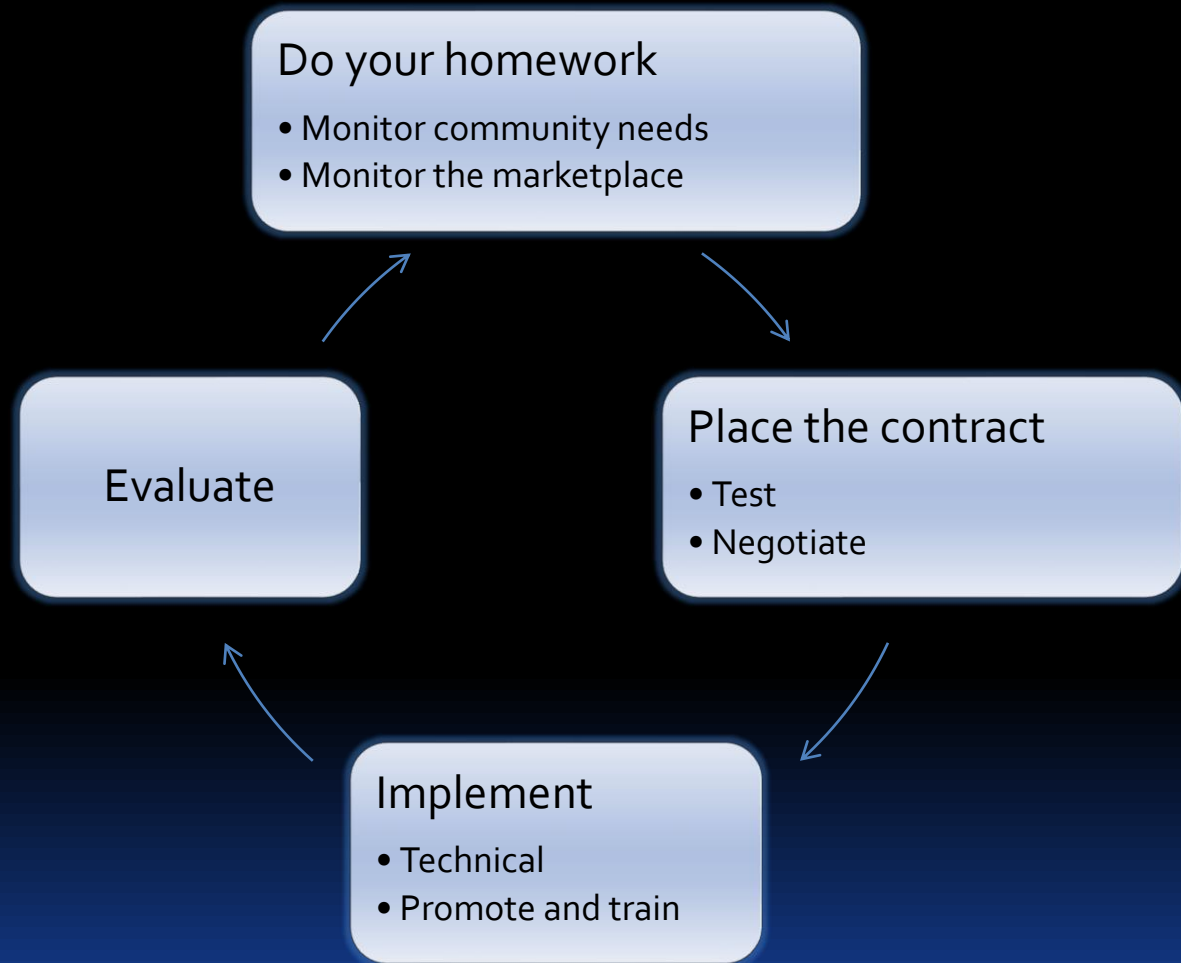 Do your homework
• Monitor community needs
• Monitor the marketplace
Place the contract
• Test
• Negotiate
Implement
• Technical
• Promote and train
Evaluate